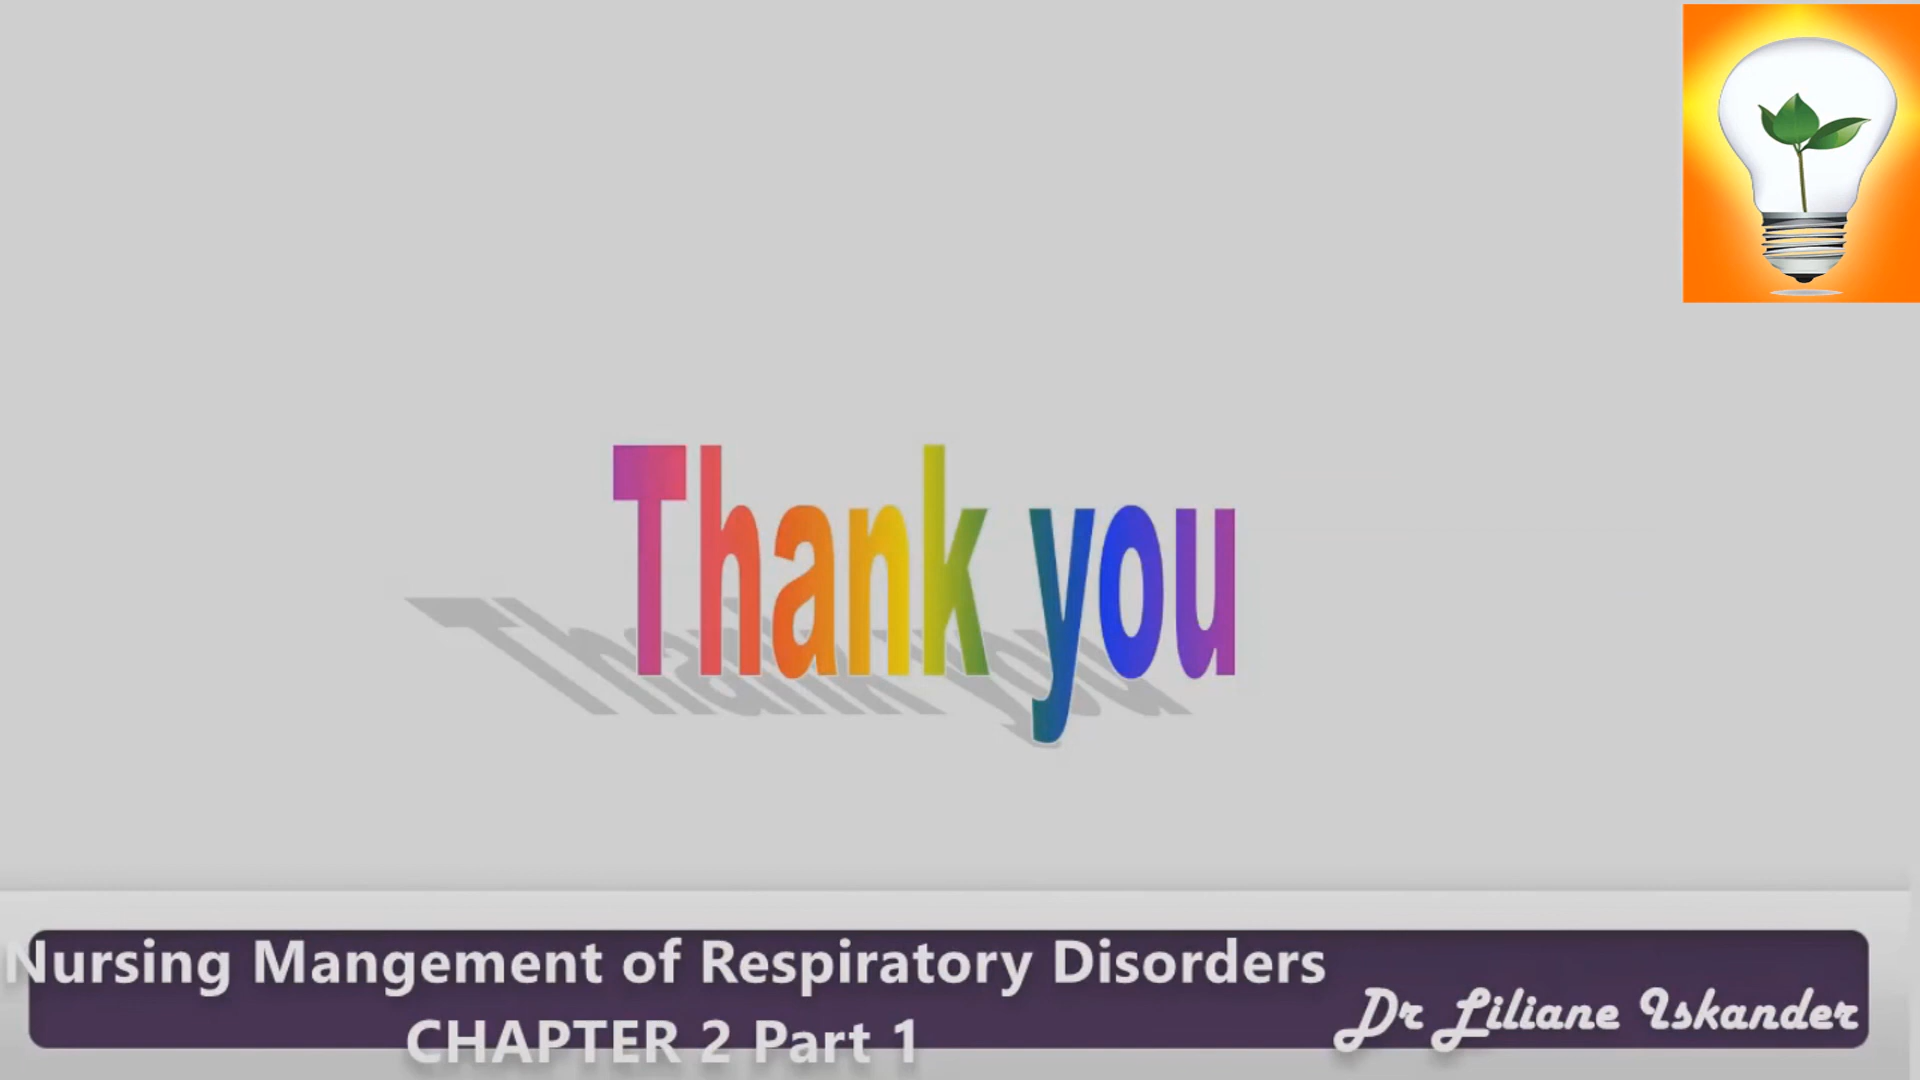 Thank you
Nursing Mangement of Respiratory Disorders
CHAPTER 2 Part 1
Dr Liliane Iskander